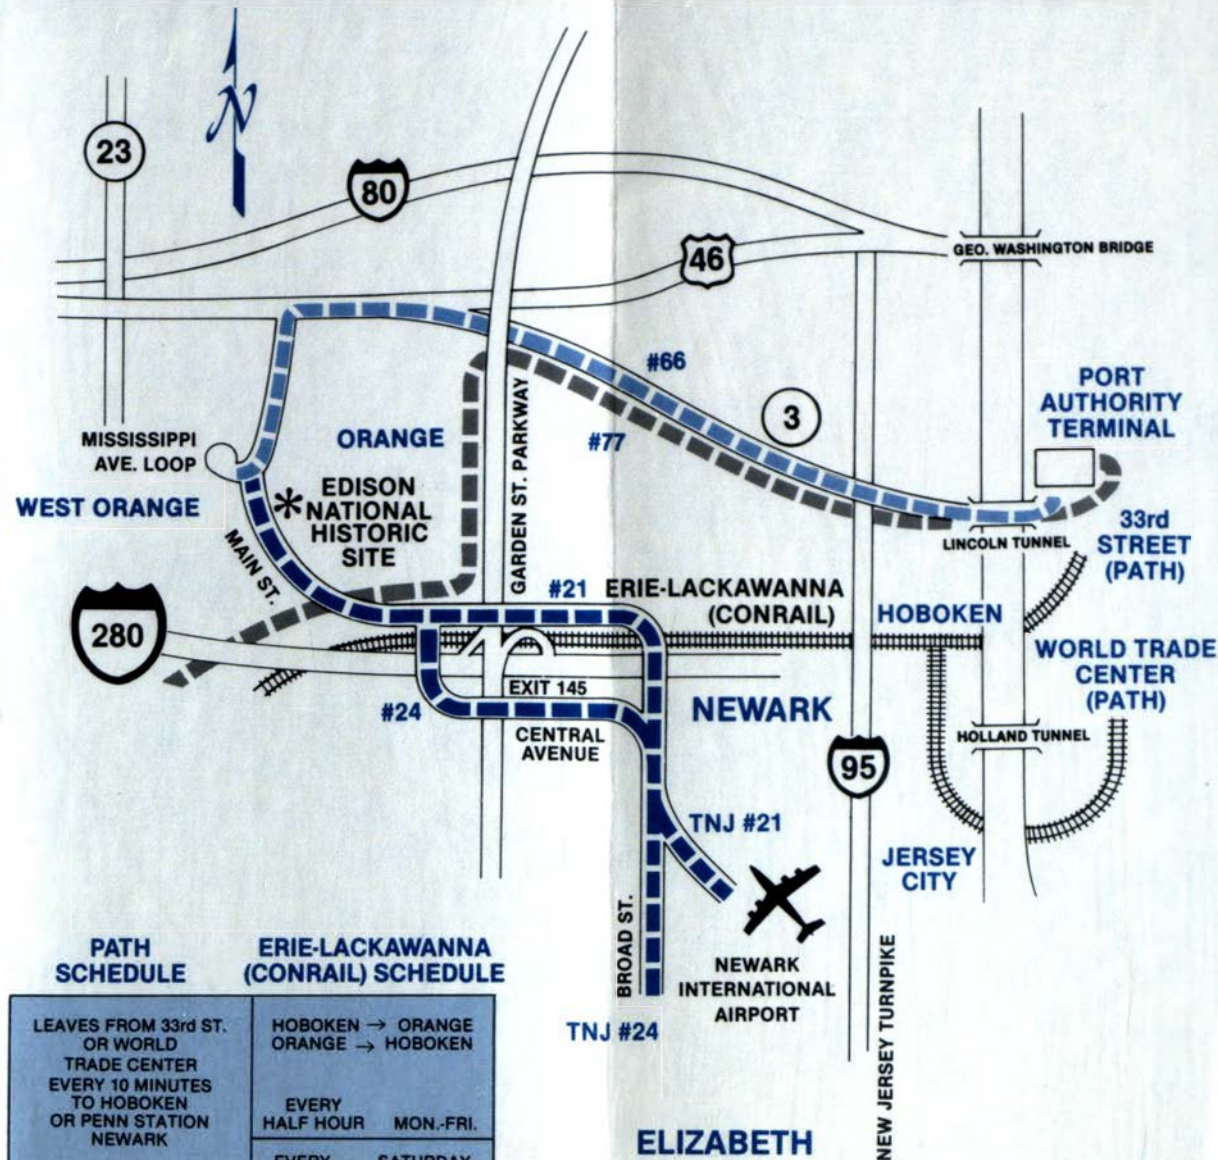 N
23
80
46
GEO. WASHINGTON BRIDGE
#66
PORT
AUTHORITY
TERMINAL
3
#77
MISSISSIPPI
AVE. LOOP
ORANGE
GARDEN ST. PARKWAY
WEST ORANGE
* EDISON
NATIONAL
HISTORIC
SITE
MAIN ST.
LINCOLN TUNNEL
33rd
STREET
(PATH)
#21
ERIE-LACKAWANNA
(CONRAIL)
HOBOKEN
280
WORLD TRADE
CENTER
(PATH)
EXIT 145
#24
CENTRAL
AVENUE
NEWARK
HOLLAND TUNNEL
95
TNJ #21
JERSEY
CITY
BROAD ST.
NEWARK
INTERNATIONAL
AIRPORT
TNJ #24
NEW JERSEY TURNPIKE
ELIZABETH
PATH
SCHEDULE
LEAVES FROM 33rd ST.
OR WORLD
TRADE CENTER
EVERY 10 MINUTES
TO HOBOKEN
OR PENN STATION
NEWARK
ERIE-LACKAWANNA
(CONRAIL) SCHEDULE
HOBOKEN → ORANGE
ORANGE → HOBOKEN
EVERY
HALF HOUR MON.-FRI.
EVERY SATURDAY